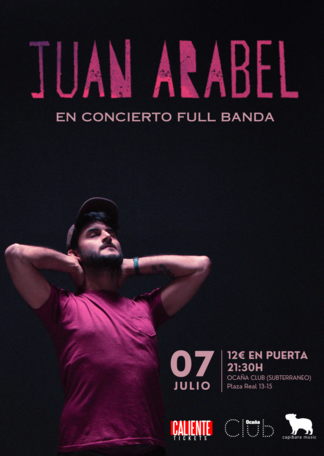 JUAN ARABEL
EN CONCIERTO FULL BANDA
07
JULIO
12€ EN PUERTA
21:30H
OCAÑA CLUB (SUBTERRANEO)
Plaza Real 13-15
CALIENTE
TICKETS
Ocaña
Club
capibara music